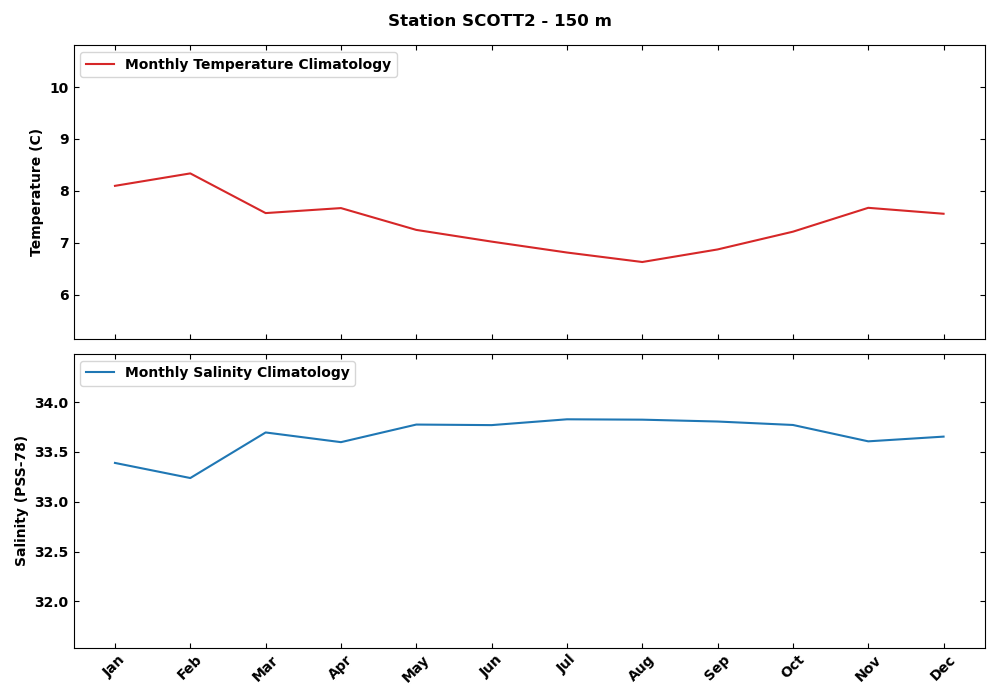 Station SCOTT2 - 150 m
Monthly Temperature Climatology
Temperature (C)
10
9
8
7
6
Monthly Salinity Climatology
Salinity (PSS-78)
34.0
33.5
33.0
32.5
32.0
Jan Feb Mar Apr May Jun Jul Aug Sep Oct Nov Dec